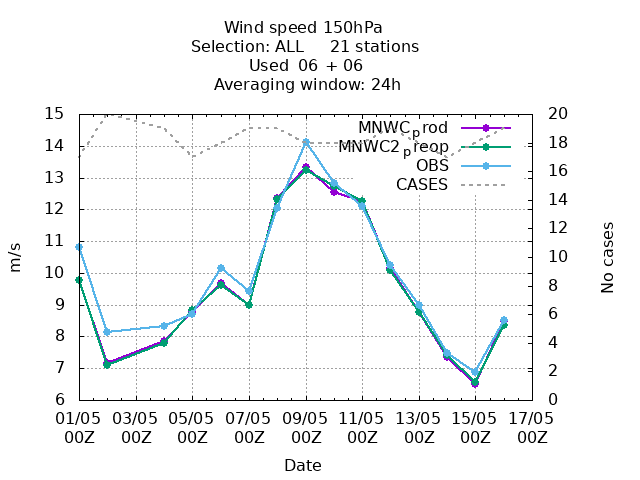 Wind speed 150hPa
Selection: ALL 21 stations
Used 06 + 06
Averaging window: 24h
15
14
13
12
11
10
9
8
7
6
m/s
20
18
16
14
12
10
8
6
4
2
0
No cases
MNWC_prod
MNWC2_preop
OBS
CASES
01/05 03/05 05/05 07/05 09/05 11/05 13/05 15/05 17/05
00Z 00Z 00Z 00Z 00Z 00Z 00Z 00Z 00Z
Date